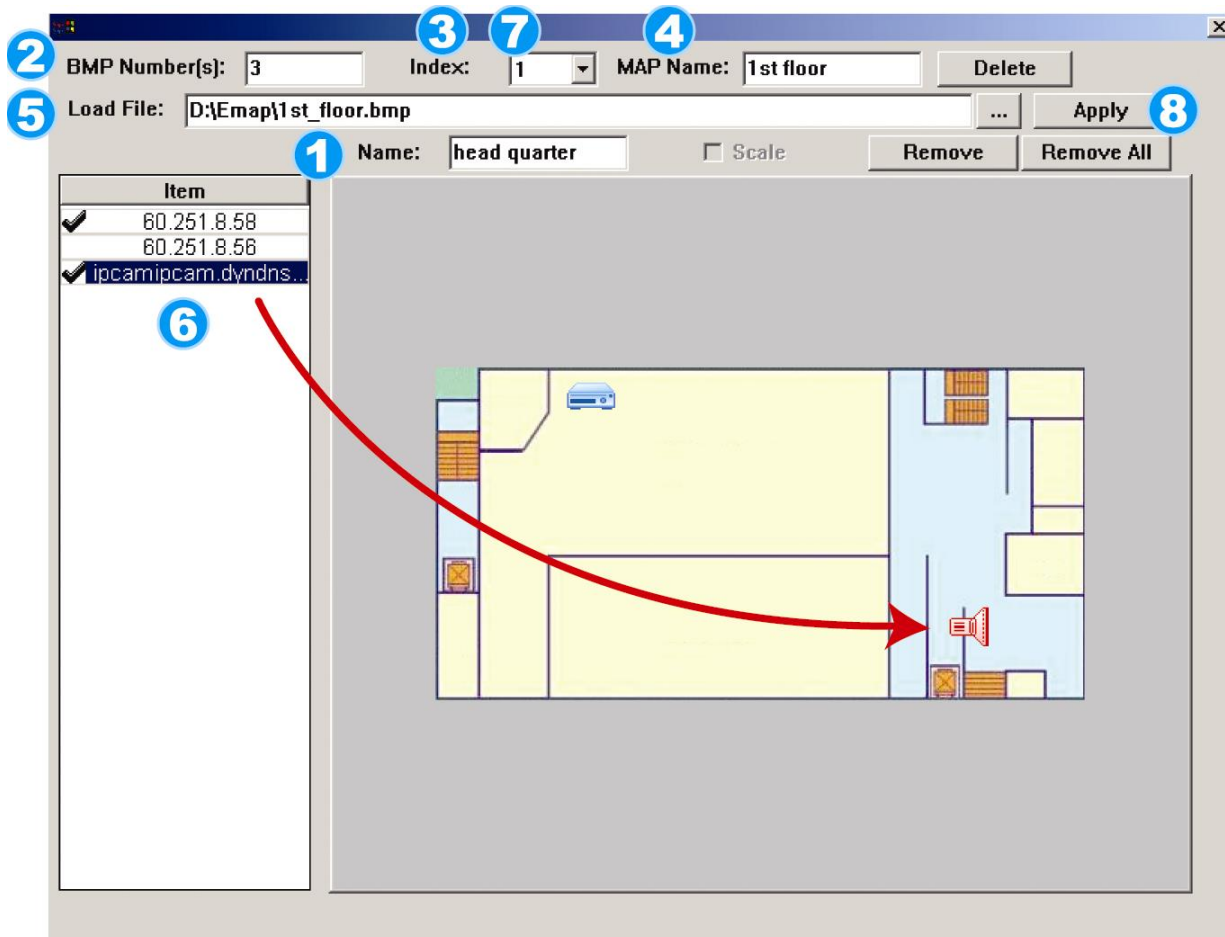 3 7
2 BMP Number(s): 3 Index: 1 4 MAP Name: 1st floor Delete
5 Load File: D:\Emap\1st_floor.bmp ... Apply 8
1 Name: head quarter Scale Remove Remove All
Item
60.251.8.58
60.251.8.56
ipcamipcam.dyndns...
6